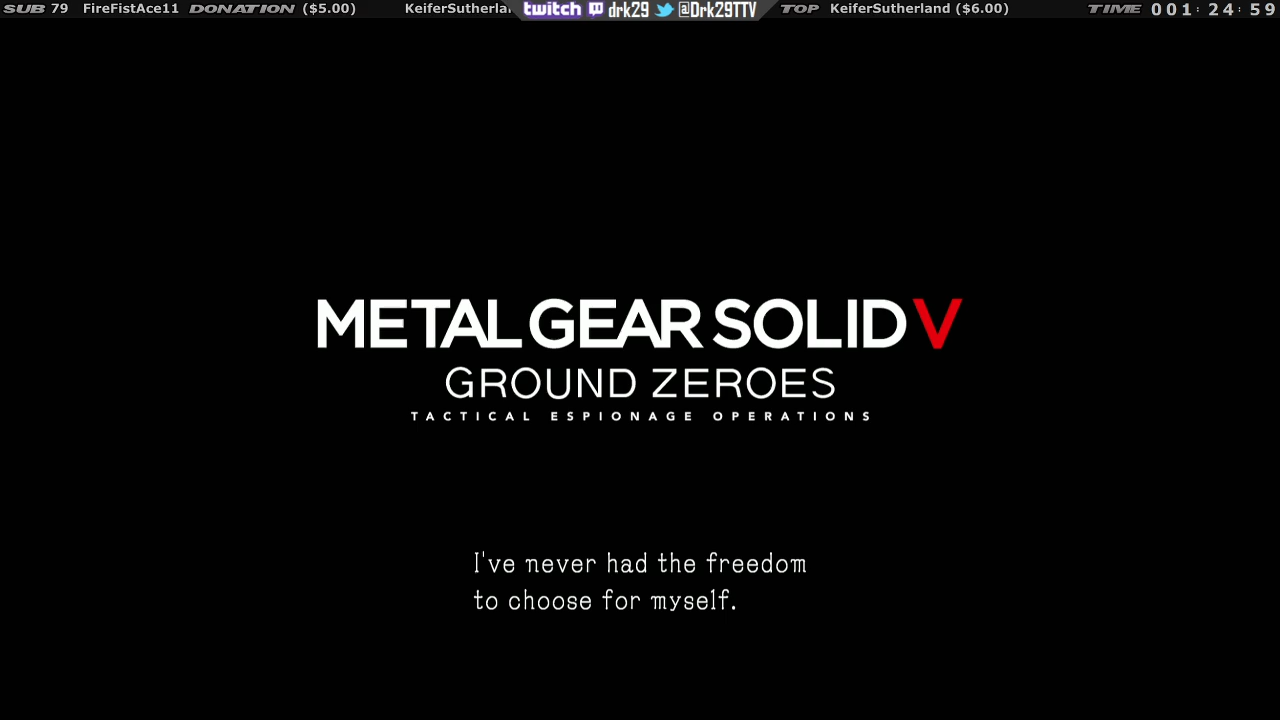 SUB 79 FireFistAce11 DONATION ($5.00) KeiferSutherla twitch drk29 @Drk29TTV TOP KeiferSutherland ($6.00) TIME 001:24:59
METAL GEAR SOLID V
GROUND ZEROES
TACTICAL ESPIONAGE OPERATIONS
I've never had the freedom
to choose for myself.